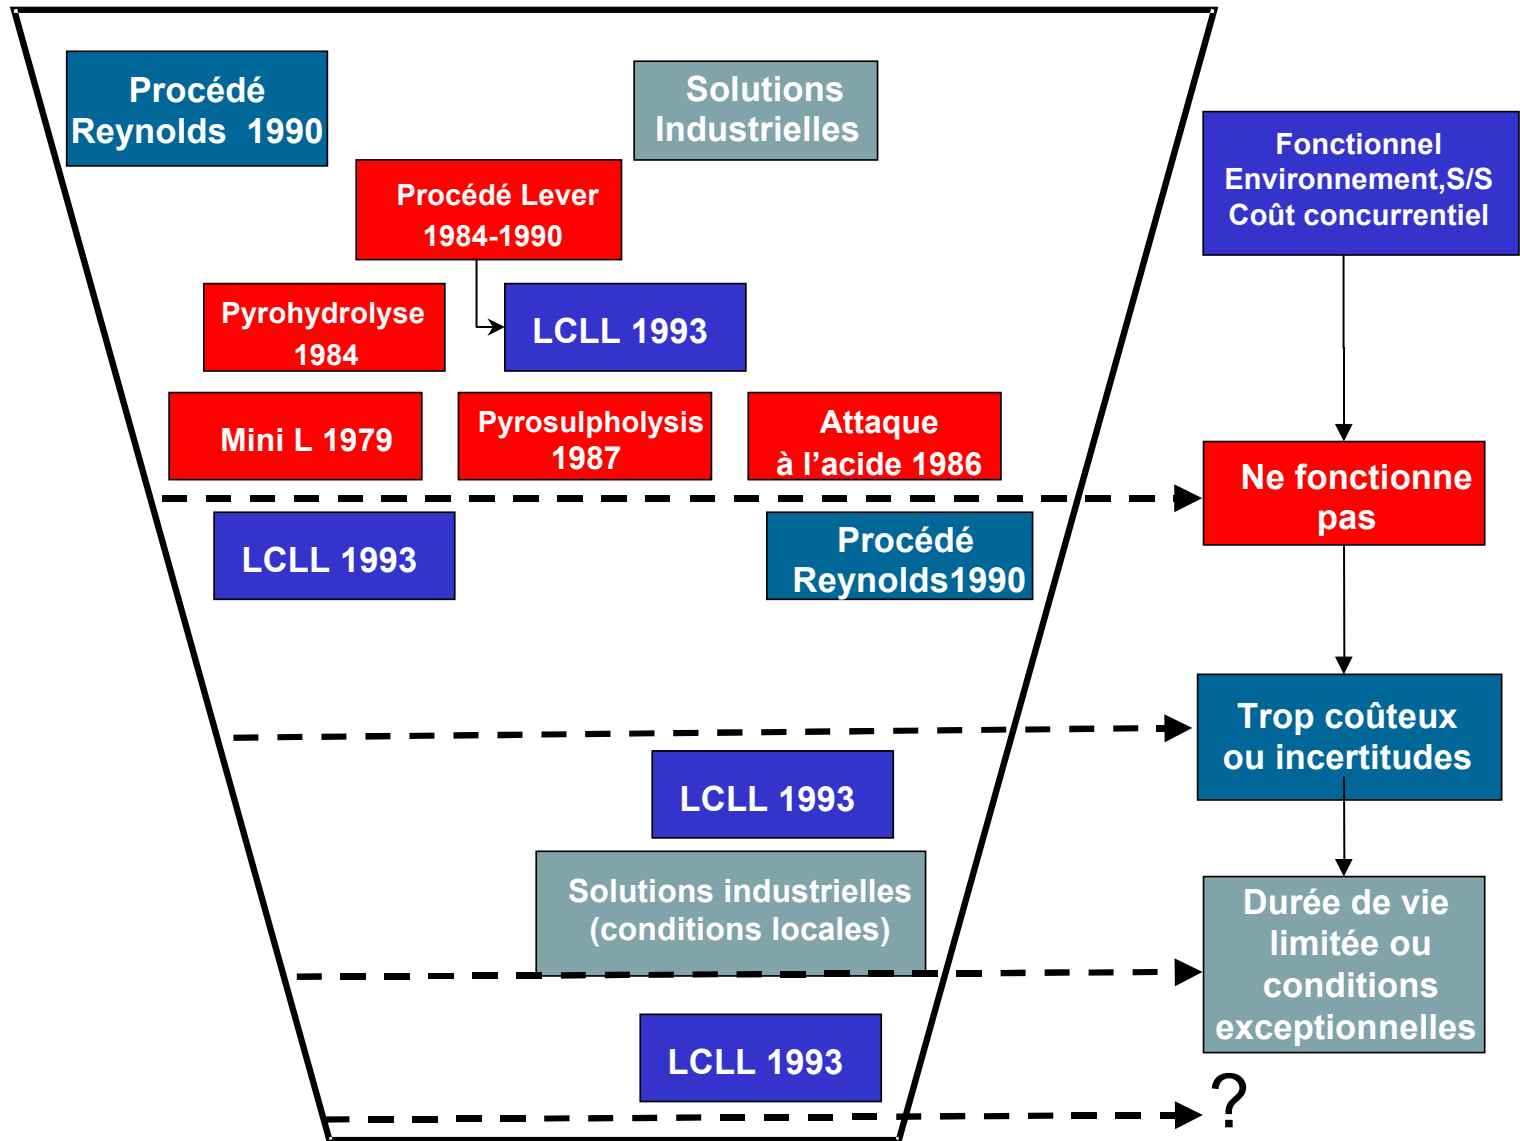 Procédé
Reynolds 1990
Solutions
Industrielles
Procédé Lever
1984-1990
Pyrohydrolyse
1984
LCLL 1993
Mini L 1979
Pyrosulpholysis
1987
Attaque
à l’acide 1986
LCLL 1993
Procédé
Reynolds1990
LCLL 1993
Solutions industrielles
(conditions locales)
LCLL 1993
Fonctionnel
Environnement,S/S
Coût concurrentiel
Ne fonctionne
pas
Trop coûteux
ou incertitudes
Durée de vie
limitée ou
conditions
exceptionnelles
?